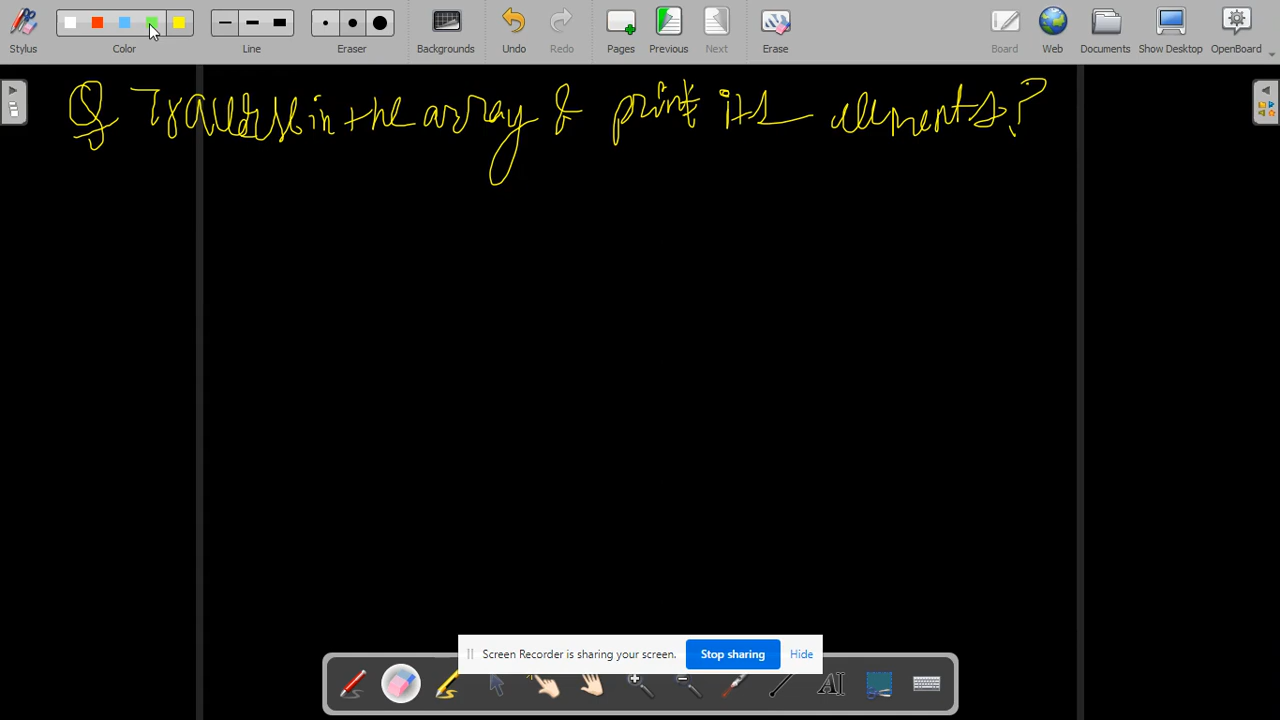 Stylus Color Line Eraser Backgrounds Undo Redo Pages Previous Next Erase Board Web Documents Show Desktop OpenBoard
Q Traverse in the array & print its elements?
Screen Recorder is sharing your screen. Stop sharing Hide